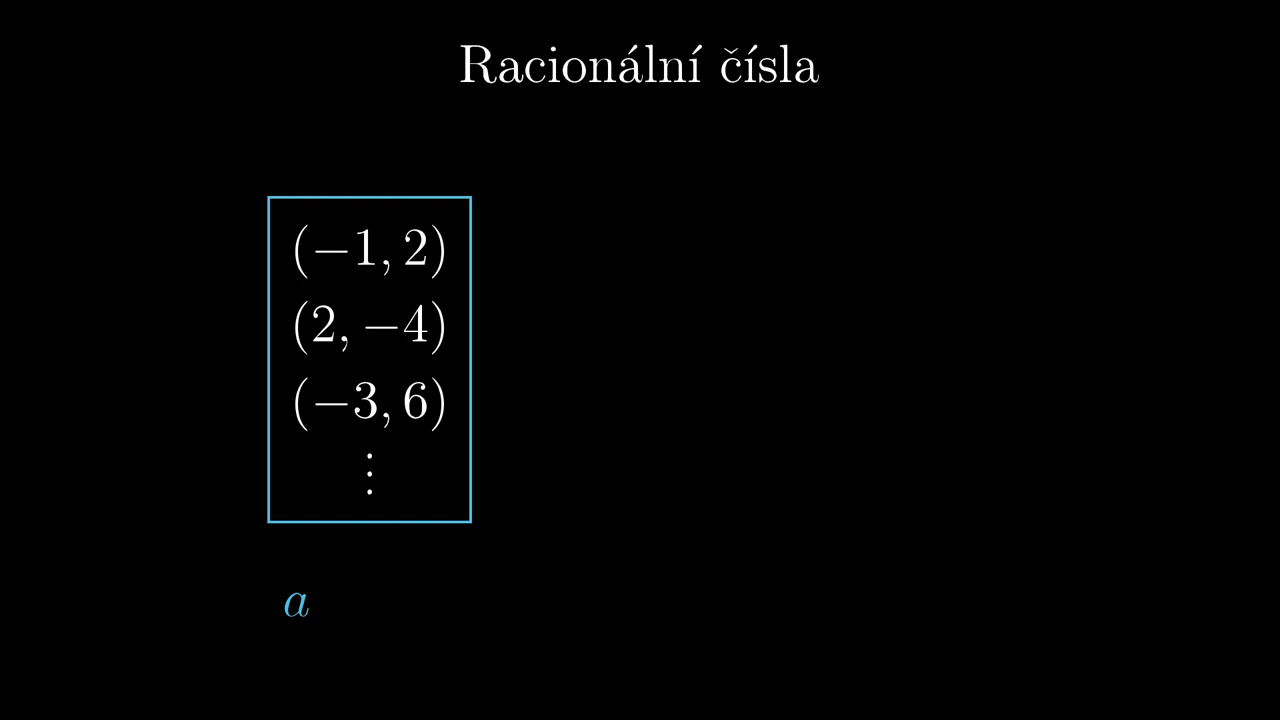 Racionální čísla
(−1, 2)
(2, −4)
(−3, 6)
⋮
a